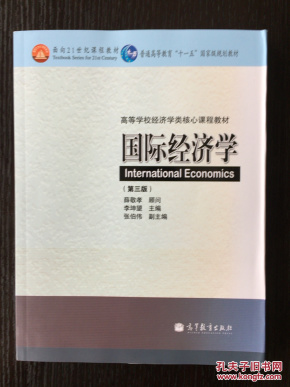 面向21世纪课程教材
Textbook Series for 21st Century
普通高等教育“十一五”国家级规划教材
高等学校经济学类核心课程教材
国际经济学
International Economics
(第三版)
薛敬孝 顾问
李坤望 主编
张伯伟 副主编
高等教育出版社